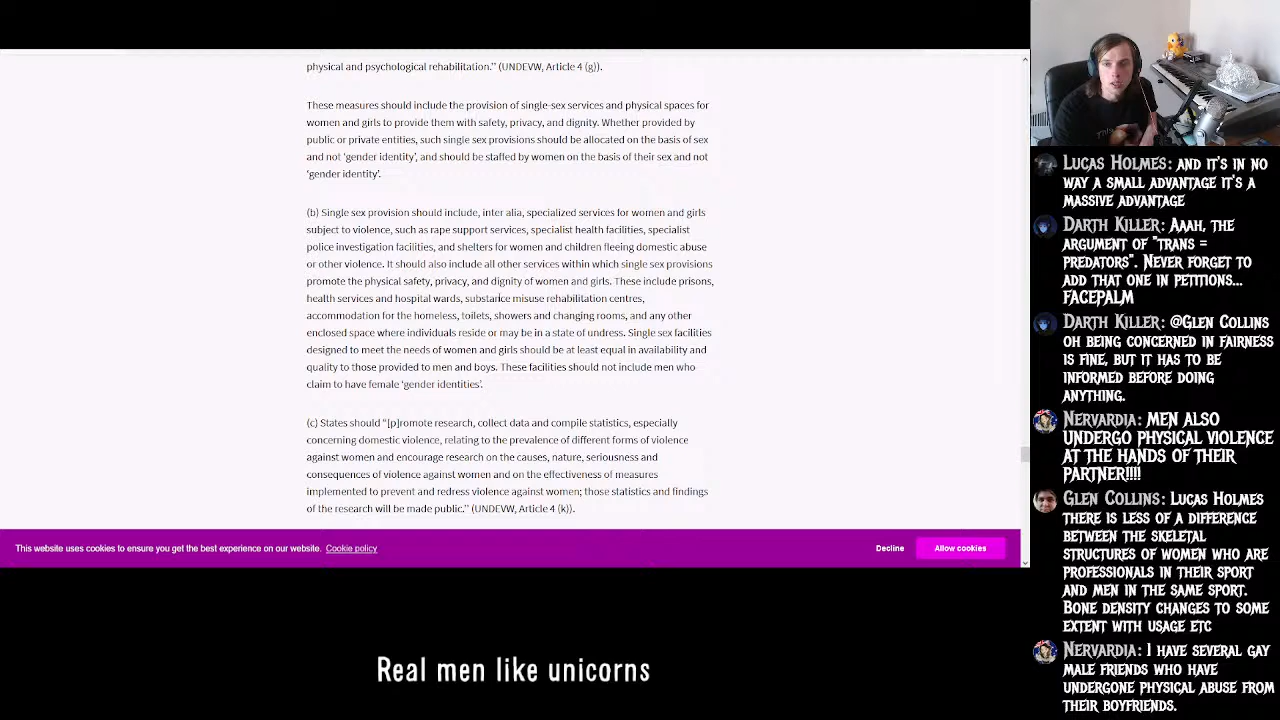 physical and psychological rehabilitation.” (UNDEVW, Article 4 (g)).
These measures should include the provision of single-sex services and physical spaces for
women and girls to provide them with safety, privacy, and dignity. Whether provided by
public or private entities, such single sex provisions should be allocated on the basis of sex
and not ‘gender identity’, and should be staffed by women on the basis of their sex and not
‘gender identity’.
(b) Single sex provision should include, inter alia, specialized services for women and girls
subject to violence, such as rape support services, specialist health facilities, specialist
police investigation facilities, and shelters for women and children fleeing domestic abuse
or other violence. It should also include all other services within which single sex provisions
promote the physical safety, privacy, and dignity of women and girls. These include prisons,
health services and hospital wards, substance misuse rehabilitation centres,
accommodation for the homeless, toilets, showers and changing rooms, and any other
enclosed space where individuals reside or may be in a state of undress. Single sex facilities
designed to meet the needs of women and girls should be at least equal in availability and
quality to those provided to men and boys. These facilities should not include men who
claim to have female ‘gender identities’.
(c) States should “[p]romote research, collect data and compile statistics, especially
concerning domestic violence, relating to the prevalence of different forms of violence
against women and encourage research on the causes, nature, seriousness and
consequences of violence against women and on the effectiveness of measures
implemented to prevent and redress violence against women; those statistics and findings
of the research will be made public.” (UNDEVW, Article 4 (k)).
This website uses cookies to ensure you get the best experience on our website. Cookie policy
Decline
Allow cookies
Real men like unicorns
LUCAS HOLMES: AND IT'S IN NO
WAY A SMALL ADVANTAGE IT'S A
MASSIVE ADVANTAGE
DARTH KILLER: AAAH, THE
ARGUMENT OF "TRANS =
PREDATORS". NEVER FORGET TO
ADD THAT ONE IN PETITIONS...
FACEPALM
DARTH KILLER: @GLEN COLLINS
OH BEING CONCERNED IN FAIRNESS
IS FINE, BUT IT HAS TO BE
INFORMED BEFORE DOING
ANYTHING.
NERVARDIA: MEN ALSO
UNDERGO PHYSICAL VIOLENCE
AT THE HANDS OF THEIR
PARTNER!!!!
GLEN COLLINS: LUCAS HOLMES
THERE IS LESS OF A DIFFERENCE
BETWEEN THE SKELETAL
STRUCTURES OF WOMEN WHO ARE
PROFESSIONALS IN THEIR SPORT
AND MEN IN THE SAME SPORT.
BONE DENSITY CHANGES TO SOME
EXTENT WITH USAGE ETC
NERVARDIA: I HAVE SEVERAL GAY
MALE FRIENDS WHO HAVE
UNDERGONE PHYSICAL ABUSE FROM
THEIR BOYFRIENDS.